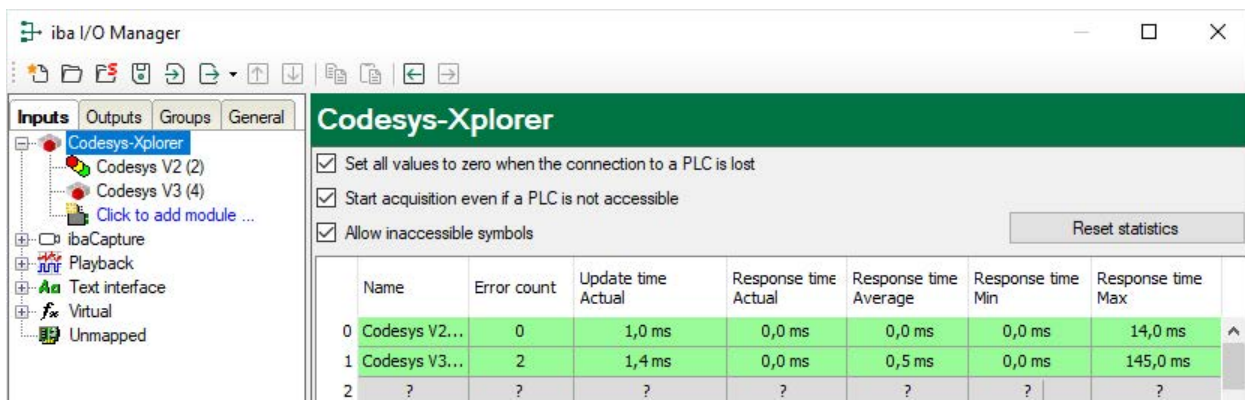 iba I/O Manager
Inputs Outputs Groups General
Codesys-Xplorer
Codesys V2 (2)
Codesys V3 (4)
Click to add module ...
ibaCapture
Playback
Text interface
Virtual
Unmapped
Codesys-Xplorer
Set all values to zero when the connection to a PLC is lost
Start acquisition even if a PLC is not accessible
Allow inaccessible symbols
Reset statistics
Name Error count Update time Actual Response time Actual Response time Average Response time Min Response time Max
0 Codesys V2... 0 1,0 ms 0,0 ms 0,0 ms 0,0 ms 14,0 ms
1 Codesys V3... 2 1,4 ms 0,0 ms 0,5 ms 0,0 ms 145,0 ms
2 ? ? ? ? ? ? ?